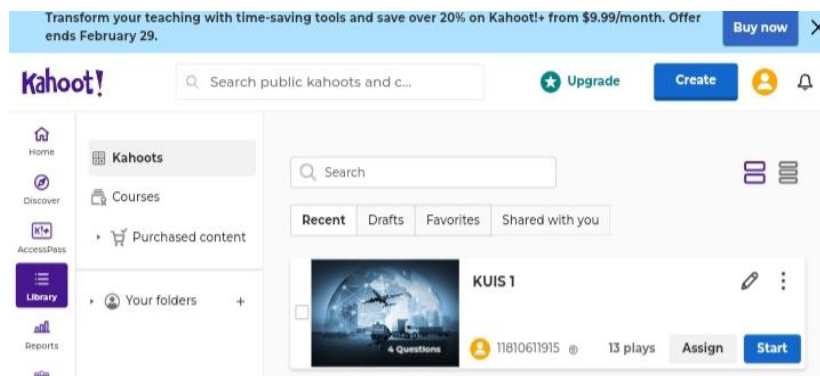 Transform your teaching with time-saving tools and save over 20% on Kahoot!+ from $9.99/month. Offer
ends February 29.
Buy now
Kahoot!
Search public kahoots and c...
Upgrade
Create
Home
Discover
K!+
AccessPass
Library
Reports
Kahoots
Courses
Purchased content
Your folders
Search
Recent
Drafts
Favorites
Shared with you
KUIS 1
4 Questions
11810611915
13 plays
Assign
Start